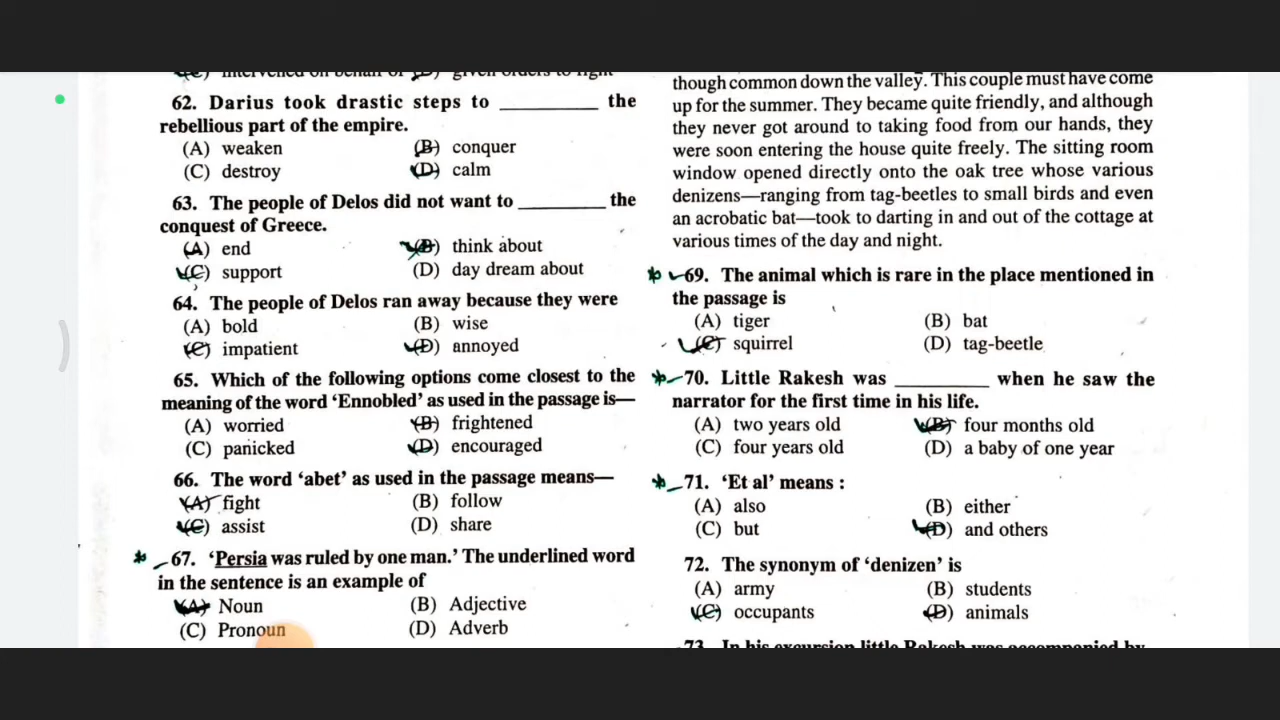 62. Darius took drastic steps to __________ the
rebellious part of the empire.
(A) weaken (B) conquer
(C) destroy (D) calm
63. The people of Delos did not want to _________ the
conquest of Greece.
(A) end (B) think about
(C) support (D) day dream about
64. The people of Delos ran away because they were
(A) bold (B) wise
(C) impatient (D) annoyed
65. Which of the following options come closest to the
meaning of the word ‘Ennobled’ as used in the passage is—
(A) worried (B) frightened
(C) panicked (D) encouraged
66. The word ‘abet’ as used in the passage means—
(A) fight (B) follow
(C) assist (D) share
67. ‘Persia was ruled by one man.’ The underlined word
in the sentence is an example of
(A) Noun (B) Adjective
(C) Pronoun (D) Adverb
though common down the valley. This couple must have come
up for the summer. They became quite friendly, and although
they never got around to taking food from our hands, they
were soon entering the house quite freely. The sitting room
window opened directly onto the oak tree whose various
denizens—ranging from tag-beetles to small birds and even
an acrobatic bat—took to darting in and out of the cottage at
various times of the day and night.
69. The animal which is rare in the place mentioned in
the passage is
(A) tiger (B) bat
(C) squirrel (D) tag-beetle
70. Little Rakesh was __________ when he saw the
narrator for the first time in his life.
(A) two years old (B) four months old
(C) four years old (D) a baby of one year
71. ‘Et al’ means :
(A) also (B) either
(C) but (D) and others
72. The synonym of ‘denizen’ is
(A) army (B) students
(C) occupants (D) animals
73. In his excursion little Rakesh was accompanied by